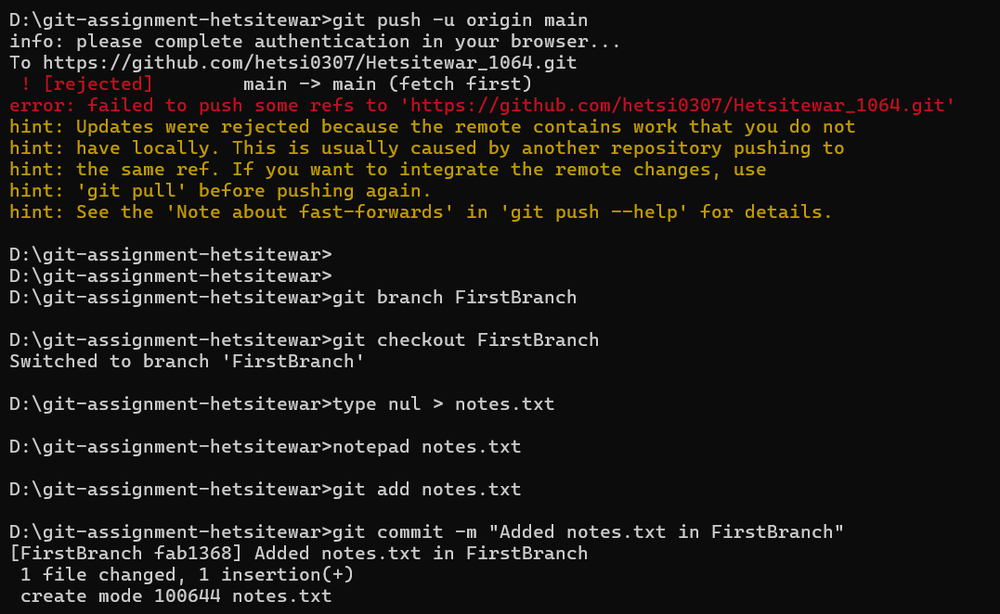 D:\git-assignment-hetsitewar>git push -u origin main
info: please complete authentication in your browser...
To https://github.com/hetsi0307/Hetsitewar_1064.git
 ! [rejected]        main -> main (fetch first)
error: failed to push some refs to 'https://github.com/hetsi0307/Hetsitewar_1064.git'
hint: Updates were rejected because the remote contains work that you do not
hint: have locally. This is usually caused by another repository pushing to
hint: the same ref. If you want to integrate the remote changes, use
hint: 'git pull' before pushing again.
hint: See the 'Note about fast-forwards' in 'git push --help' for details.

D:\git-assignment-hetsitewar>
D:\git-assignment-hetsitewar>
D:\git-assignment-hetsitewar>git branch FirstBranch

D:\git-assignment-hetsitewar>git checkout FirstBranch
Switched to branch 'FirstBranch'

D:\git-assignment-hetsitewar>type nul > notes.txt

D:\git-assignment-hetsitewar>notepad notes.txt

D:\git-assignment-hetsitewar>git add notes.txt

D:\git-assignment-hetsitewar>git commit -m "Added notes.txt in FirstBranch"
[FirstBranch fab1368] Added notes.txt in FirstBranch
 1 file changed, 1 insertion(+)
 create mode 100644 notes.txt